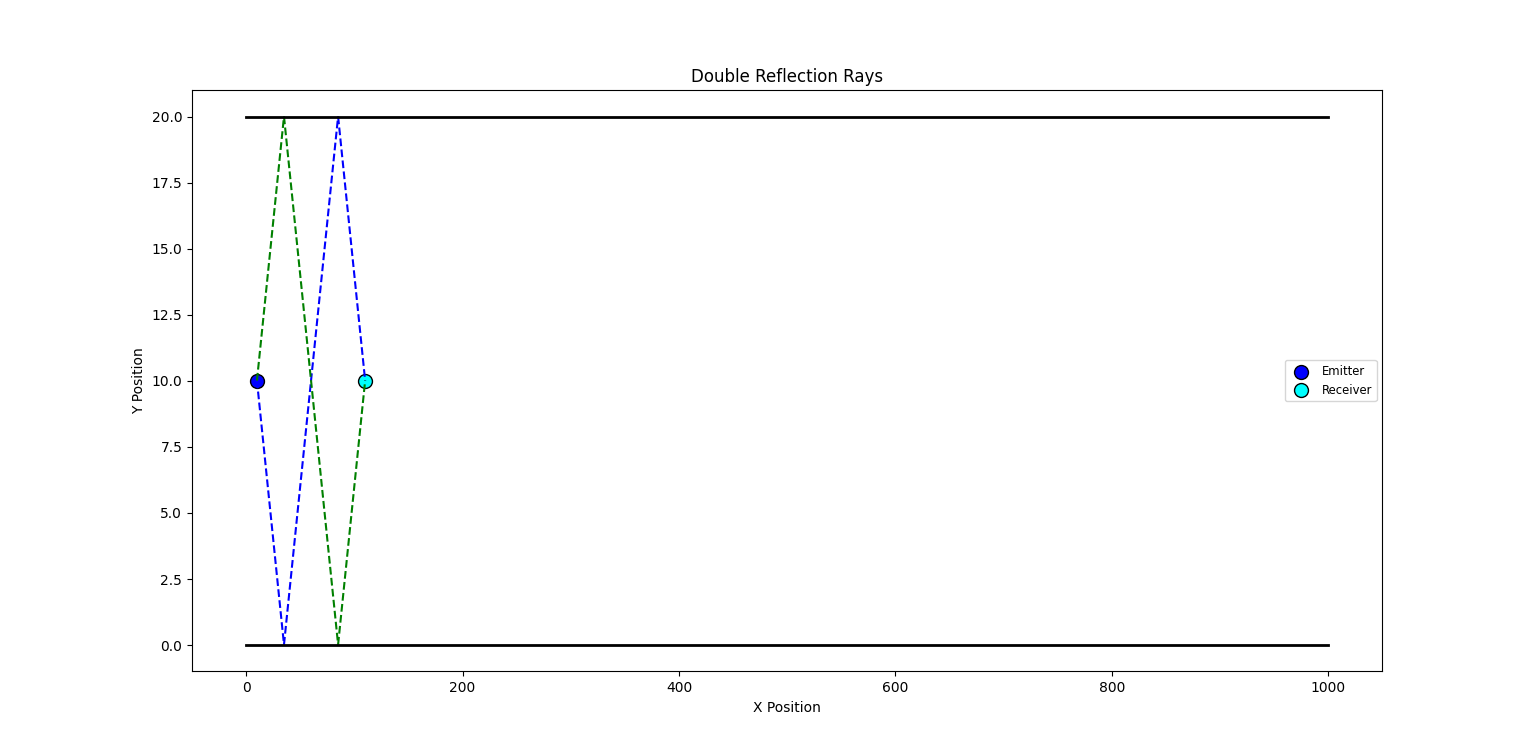 Double Reflection Rays
20.0
17.5
15.0
12.5
10.0
7.5
5.0
2.5
0.0
Y Position
Emitter
Receiver
0 200 400 600 800 1000
X Position